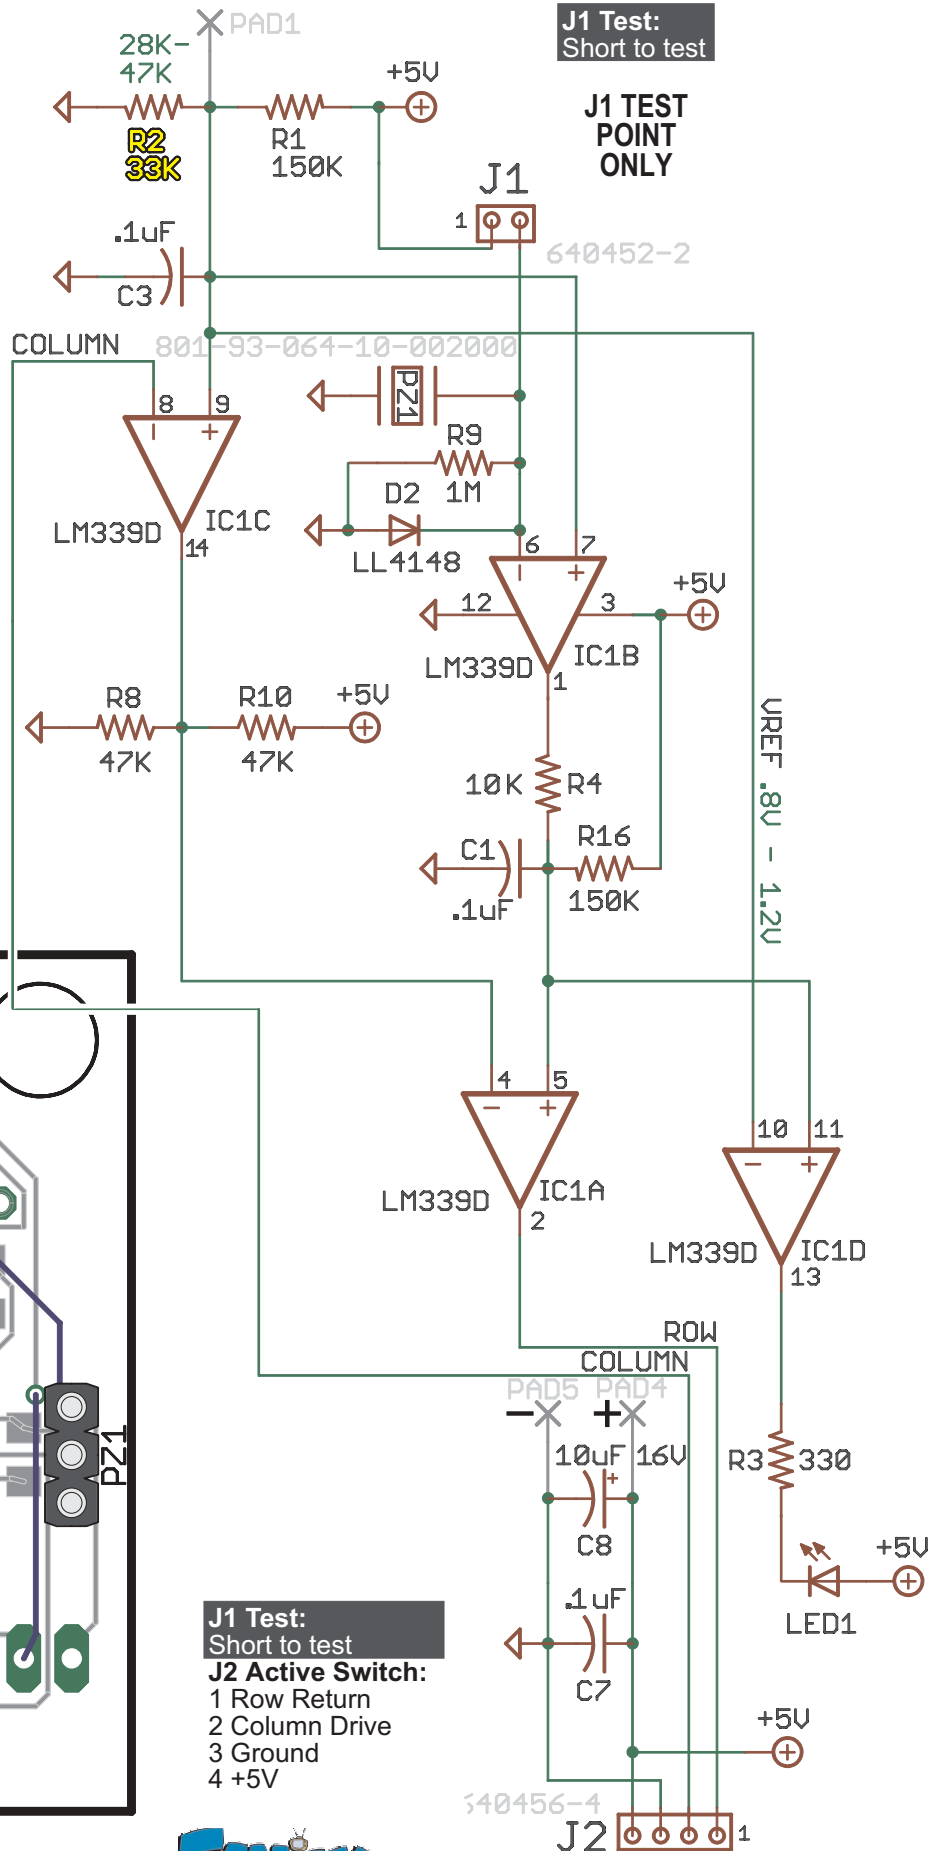 PAD1
J1 Test:
Short to test
28K-
47K
+5V
R2
33K
R1
150K
J1 TEST
POINT
ONLY
J1
1
640452-2
.1uF
C3
COLUMN
801-93-064-10-002000
8
9
PZ1
R9
1M
D2
LL4148
LM339D
IC1C
14
6
7
12
3
+5V
LM339D
IC1B
1
R8
47K
R10
47K
+5V
VREF .8V - 1.2V
10K
R4
C1
.1uF
R16
150K
4
5
10
11
LM339D
IC1A
2
LM339D
IC1D
13
ROW
COLUMN
PAD5
PAD4
- +
10uF
16V
C8
R3
330
PZ1
+5V
LED1
.1uF
C7
J1 Test:
Short to test
J2 Active Switch:
1 Row Return
2 Column Drive
3 Ground
4 +5V
+5V
40456-4
J2
1